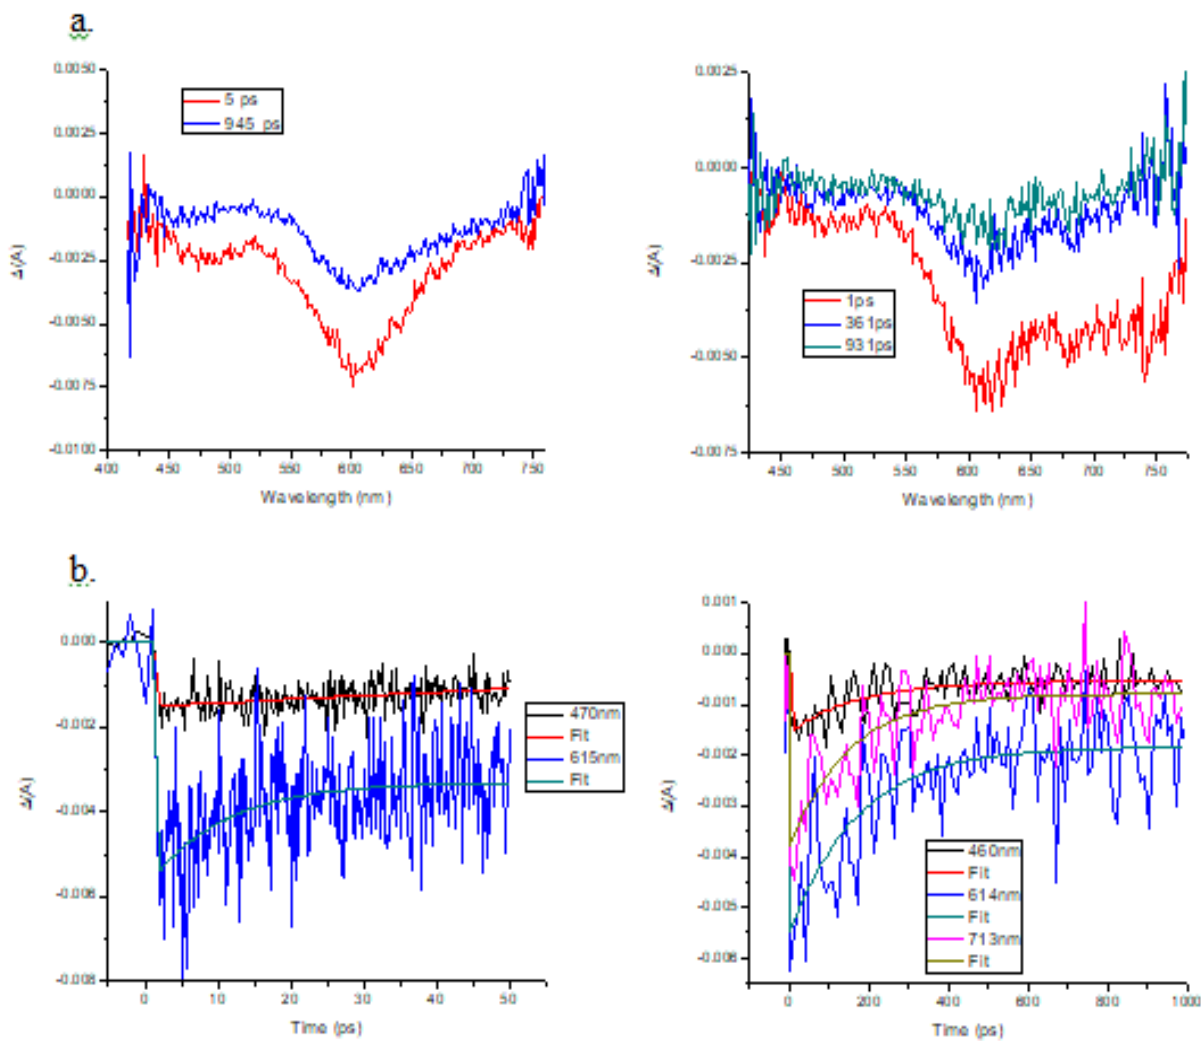 a.
0.0050
0.0025
0.0000
-0.0025
-0.0050
-0.0075
-0.0100
Δ(A)
5 ps
945 ps
400 450 500 550 600 650 700 750
Wavelength (nm)
0.0025
0.0000
-0.0025
-0.0050
-0.0075
Δ(A)
1ps
361ps
931ps
450 500 550 600 650 700 750
Wavelength (nm)
b.
0.000
-0.002
-0.004
-0.006
-0.008
Δ(A)
470nm
Fit
615nm
Fit
0 10 20 30 40 50
Time (ps)
0.001
0.000
-0.001
-0.002
-0.003
-0.004
-0.005
-0.006
Δ(A)
460nm
Fit
614nm
Fit
713nm
Fit
0 200 400 600 800 1000
Time (ps)